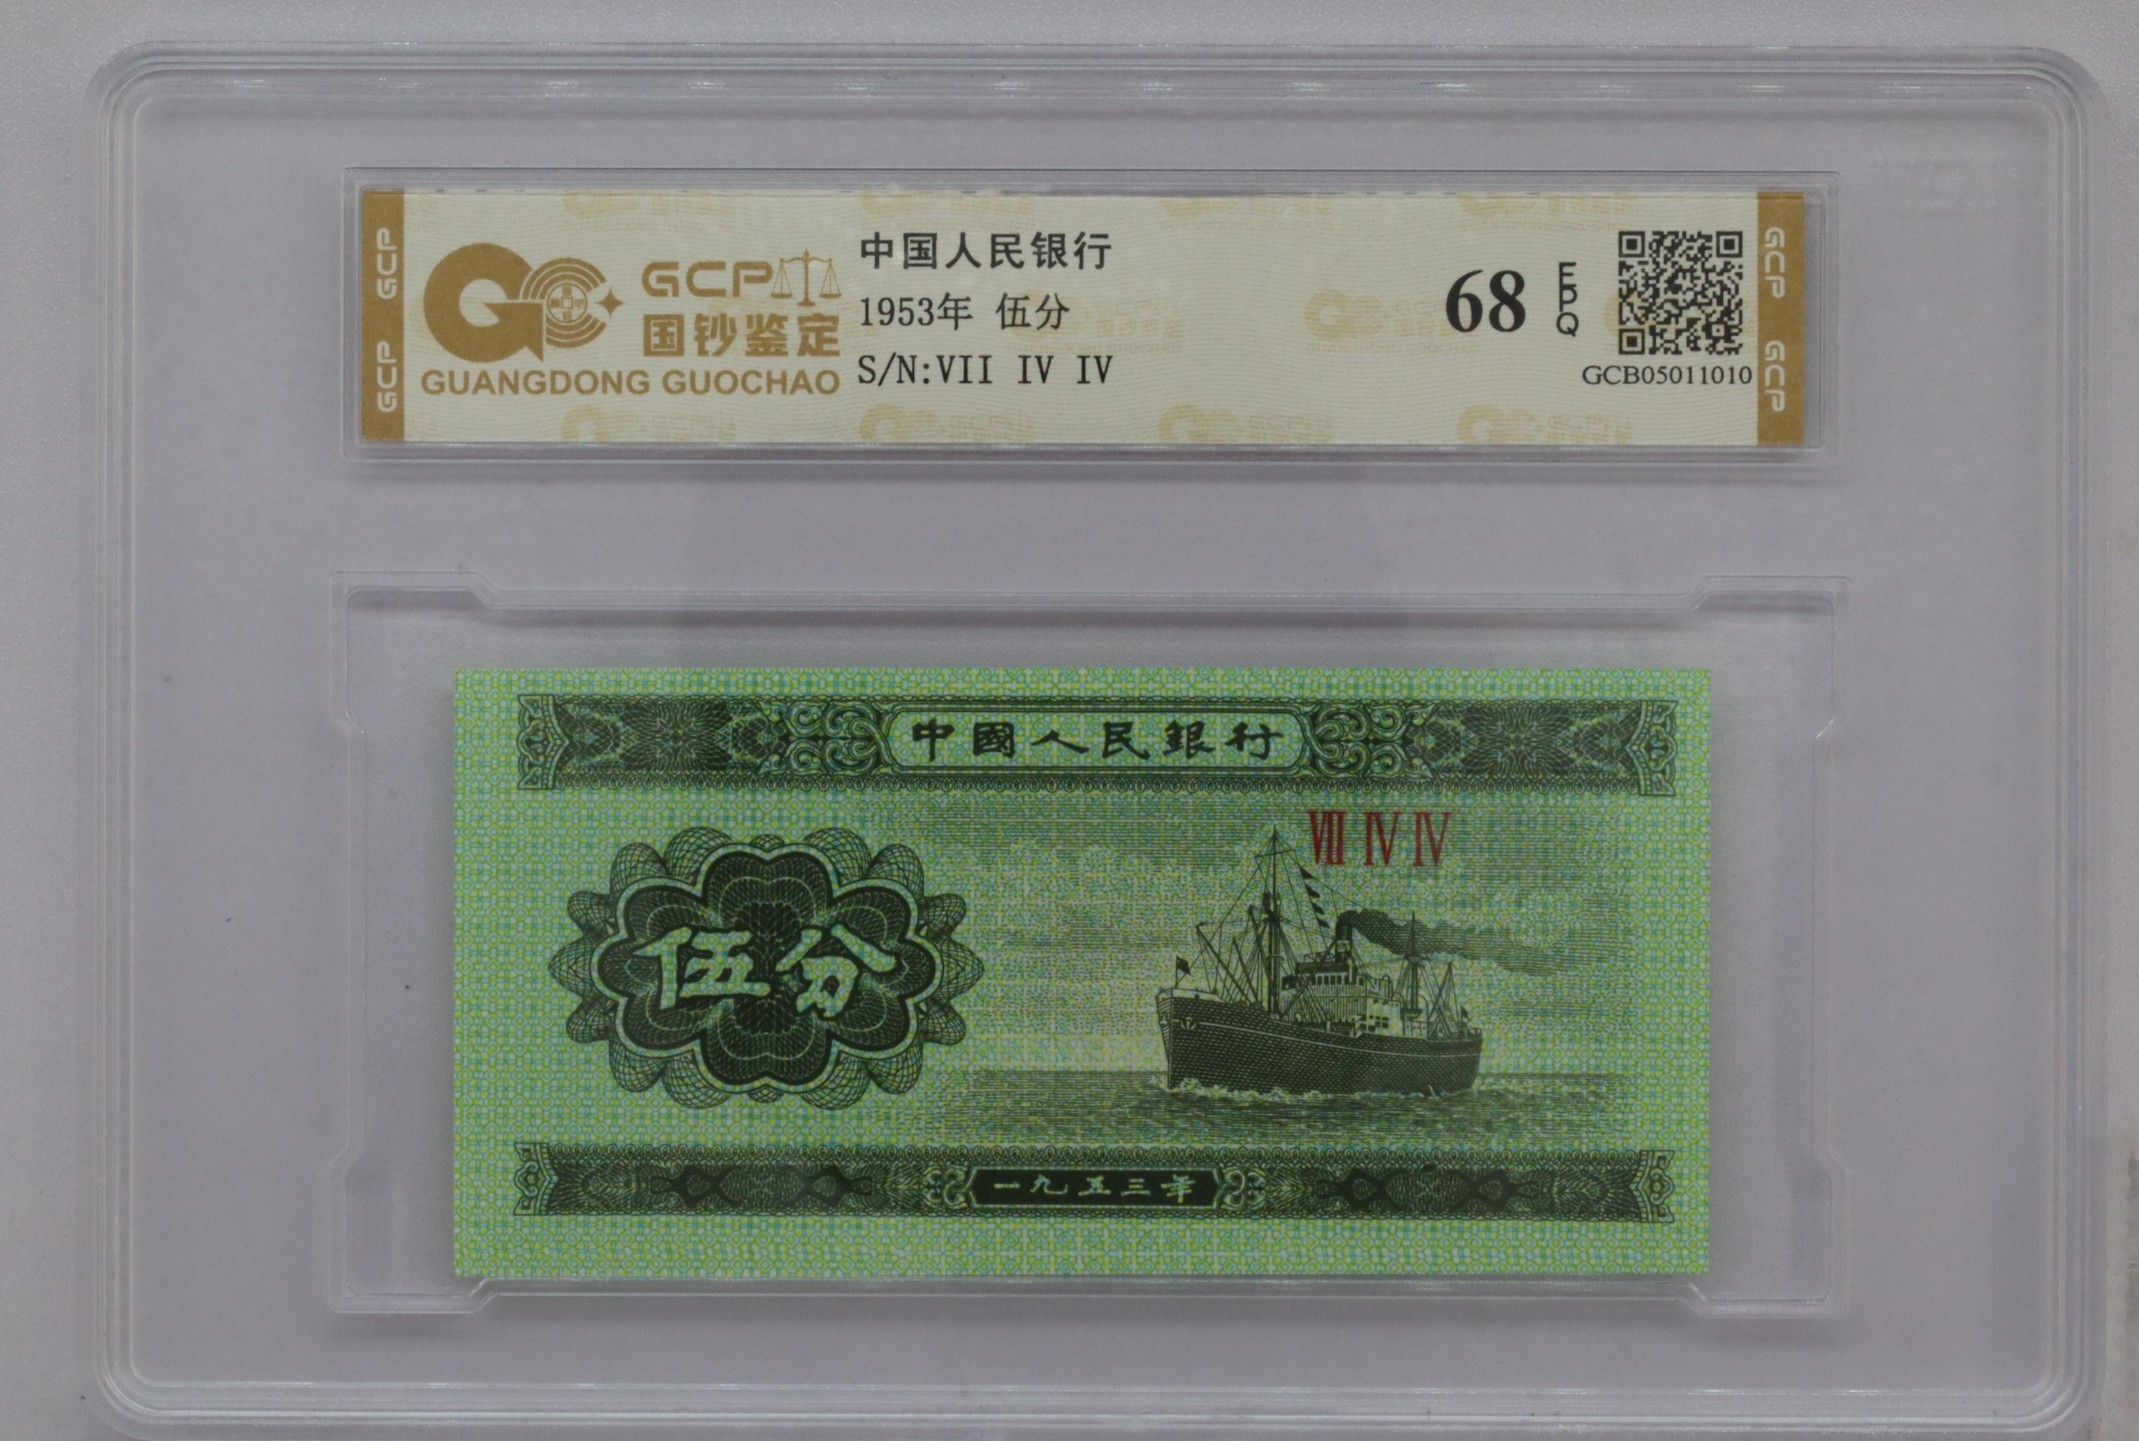 GCP
国钞鉴定
GUANGDONG GUOCHAO
中国人民银行
1953年 伍分
S/N:VII IV IV
68
EPQ
GCB05011010
GCP
GCP
GCP
GCP
中國人民銀行
VII IV IV
伍分
一九五三年